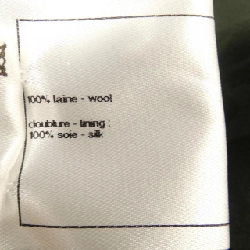 100% laine - wool
doublure - lining :
100% soie - silk